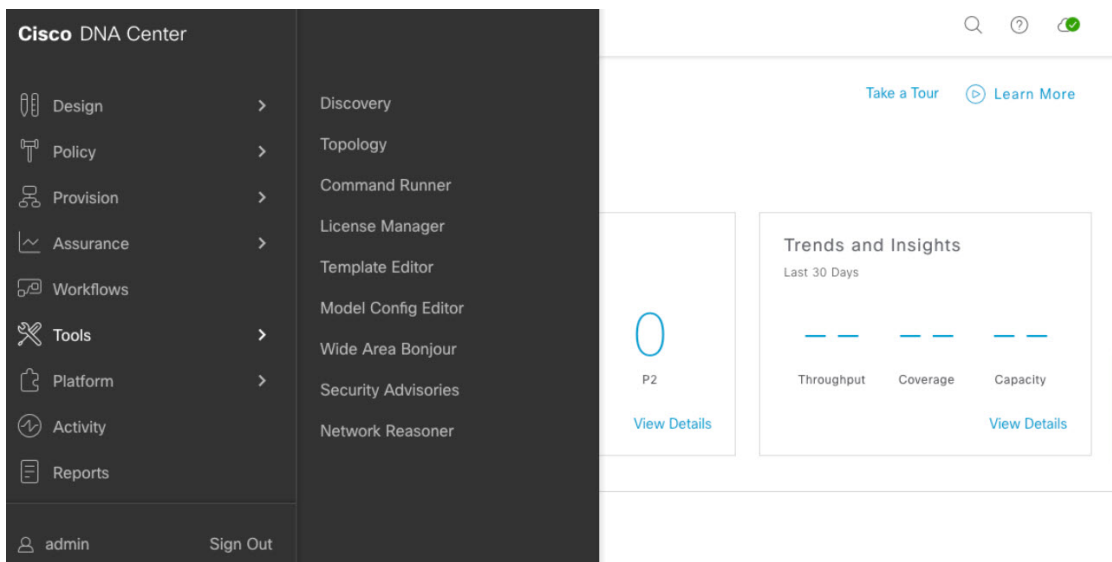 Cisco DNA Center
Design
Policy
Provision
Assurance
Workflows
Tools
Platform
Activity
Reports
admin Sign Out
Discovery
Topology
Command Runner
License Manager
Template Editor
Model Config Editor
Wide Area Bonjour
Security Advisories
Network Reasoner
Take a Tour Learn More
0
P2
View Details
Trends and Insights
Last 30 Days
-- -- --
Throughput Coverage Capacity
View Details